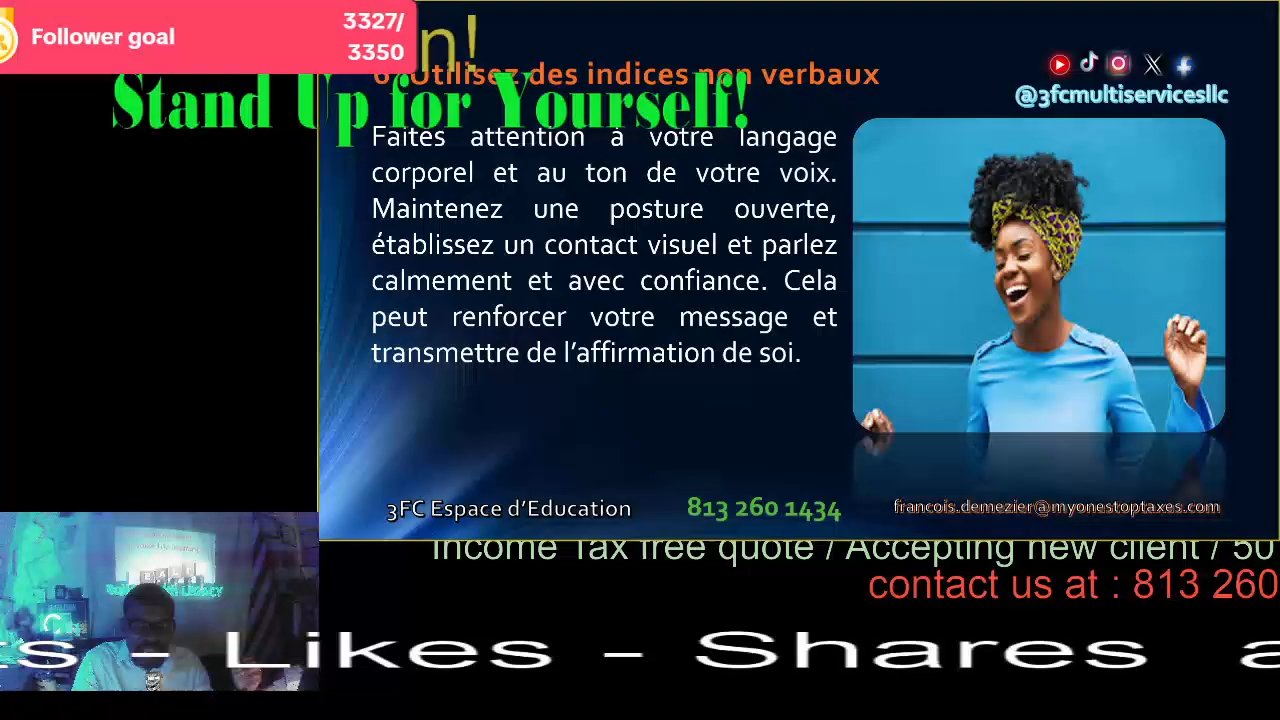 Follower goal
3327/
3350
n!
6. Utilisez des indices non verbaux
@3fcmultiservicesllc
Stand Up for Yourself!
Faites attention à votre langage
corporel et au ton de votre voix.
Maintenez une posture ouverte,
établissez un contact visuel et parlez
calmement et avec confiance. Cela
peut renforcer votre message et
transmettre de l'affirmation de soi.
3FC Espace d'Education
813 260 1434
francois.demezier@myonestoptaxes.com
Income Tax free quote / Accepting new client / 50
contact us at : 813 260
ts - Likes - Shares a